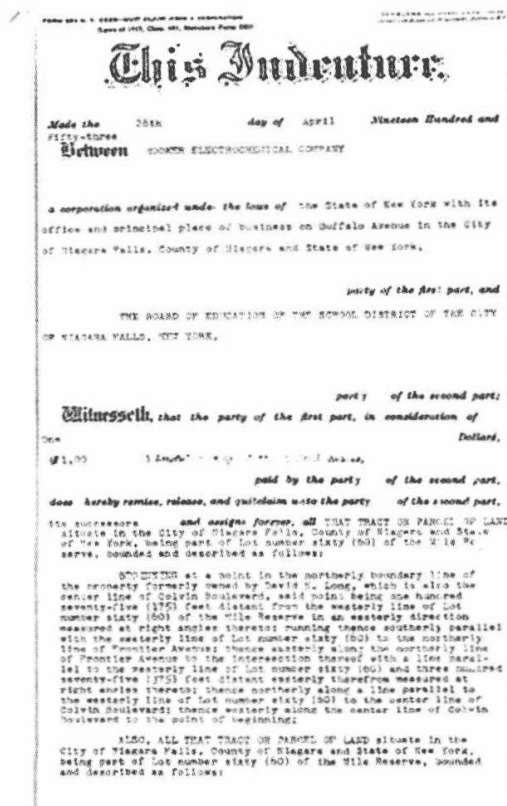 This Indenture
Made the 28th day of April Nineteen Hundred and
Fifty-three
Between HOOKER ELECTROCHEMICAL COMPANY
a corporation organized under the laws of the State of New York with its
office and principal place of business on Buffalo Avenue in the City
of Niagara Falls, County of Niagara and State of New York,
party of the first part, and
THE BOARD OF EDUCATION OF THE SCHOOL DISTRICT OF THE CITY
OF NIAGARA FALLS, NEW YORK,
party of the second part;
Witnesseth, that the party of the first part, in consideration of
One Dollars,
$1.00
paid by the party of the second part,
does hereby remise, release, and quitclaim unto the party of the second part,
its successors and assigns forever, all THAT TRACT OR PARCEL OF LAND
situate in the City of Niagara Falls, County of Niagara and State
of New York, being part of Lot number sixty (60) of the Mile Re-
serve, bounded and described as follows:
BEGINNING at a point in the northerly boundary line of
the property formerly owned by David H. Long, which is also the
center line of Colvin Boulevard, said point being one hundred
seventy-five (175) feet distant from the westerly line of Lot
number sixty (60) of the Mile Reserve in an easterly direction
measured at right angles thereto; running thence southerly parallel
with the westerly line of Lot number sixty (60) to the northerly
line of Frontier Avenue; thence easterly along the northerly line
of Frontier Avenue to the intersection thereof with a line paral-
lel to the westerly line of Lot number sixty (60) and three hundred
seventy-five (375) feet distant easterly therefrom measured at
right angles thereto; thence northerly along a line parallel to
the westerly line of Lot number sixty (60) to the center line of
Colvin Boulevard; thence westerly along the center line of Colvin
Boulevard to the point of beginning;
ALSO, ALL THAT TRACT OR PARCEL OF LAND situate in the
City of Niagara Falls, County of Niagara and State of New York,
being part of Lot number sixty (60) of the Mile Reserve, bounded
and described as follows: